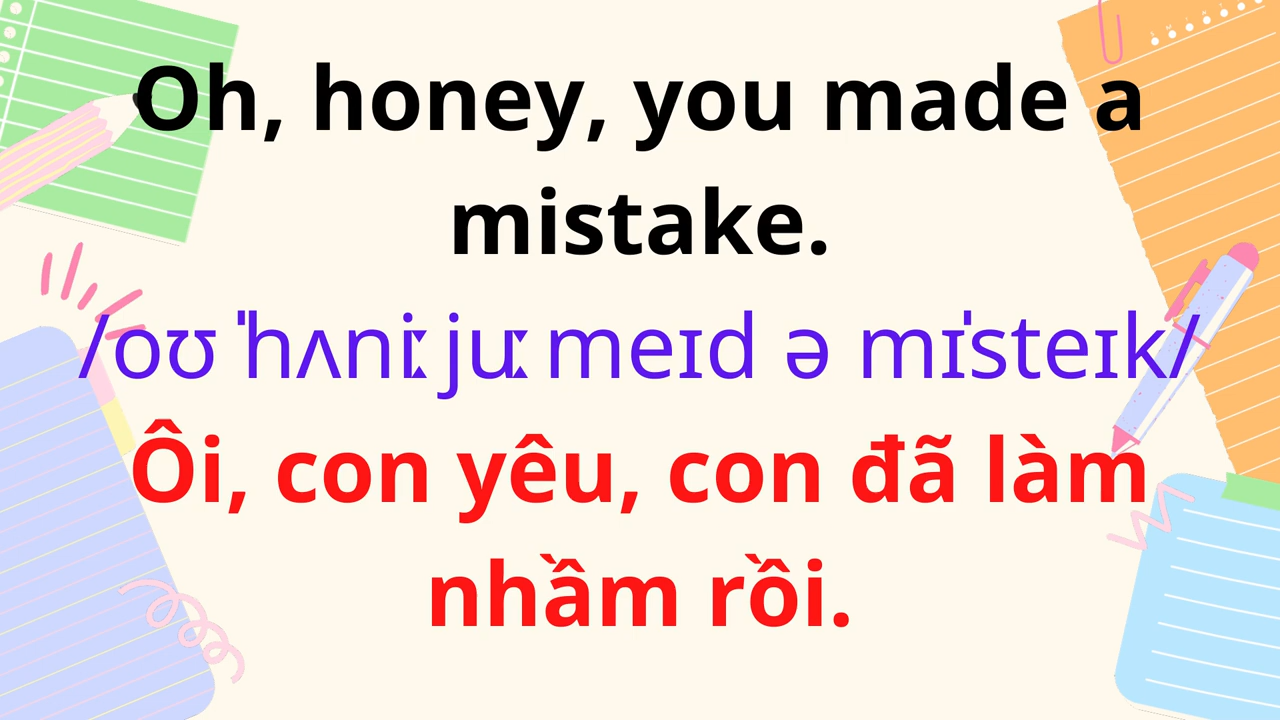 Oh, honey, you made a
mistake.
/oʊ ˈhʌniː juː meɪd ə mɪˈsteɪk/
Ôi, con yêu, con đã làm
nhầm rồi.